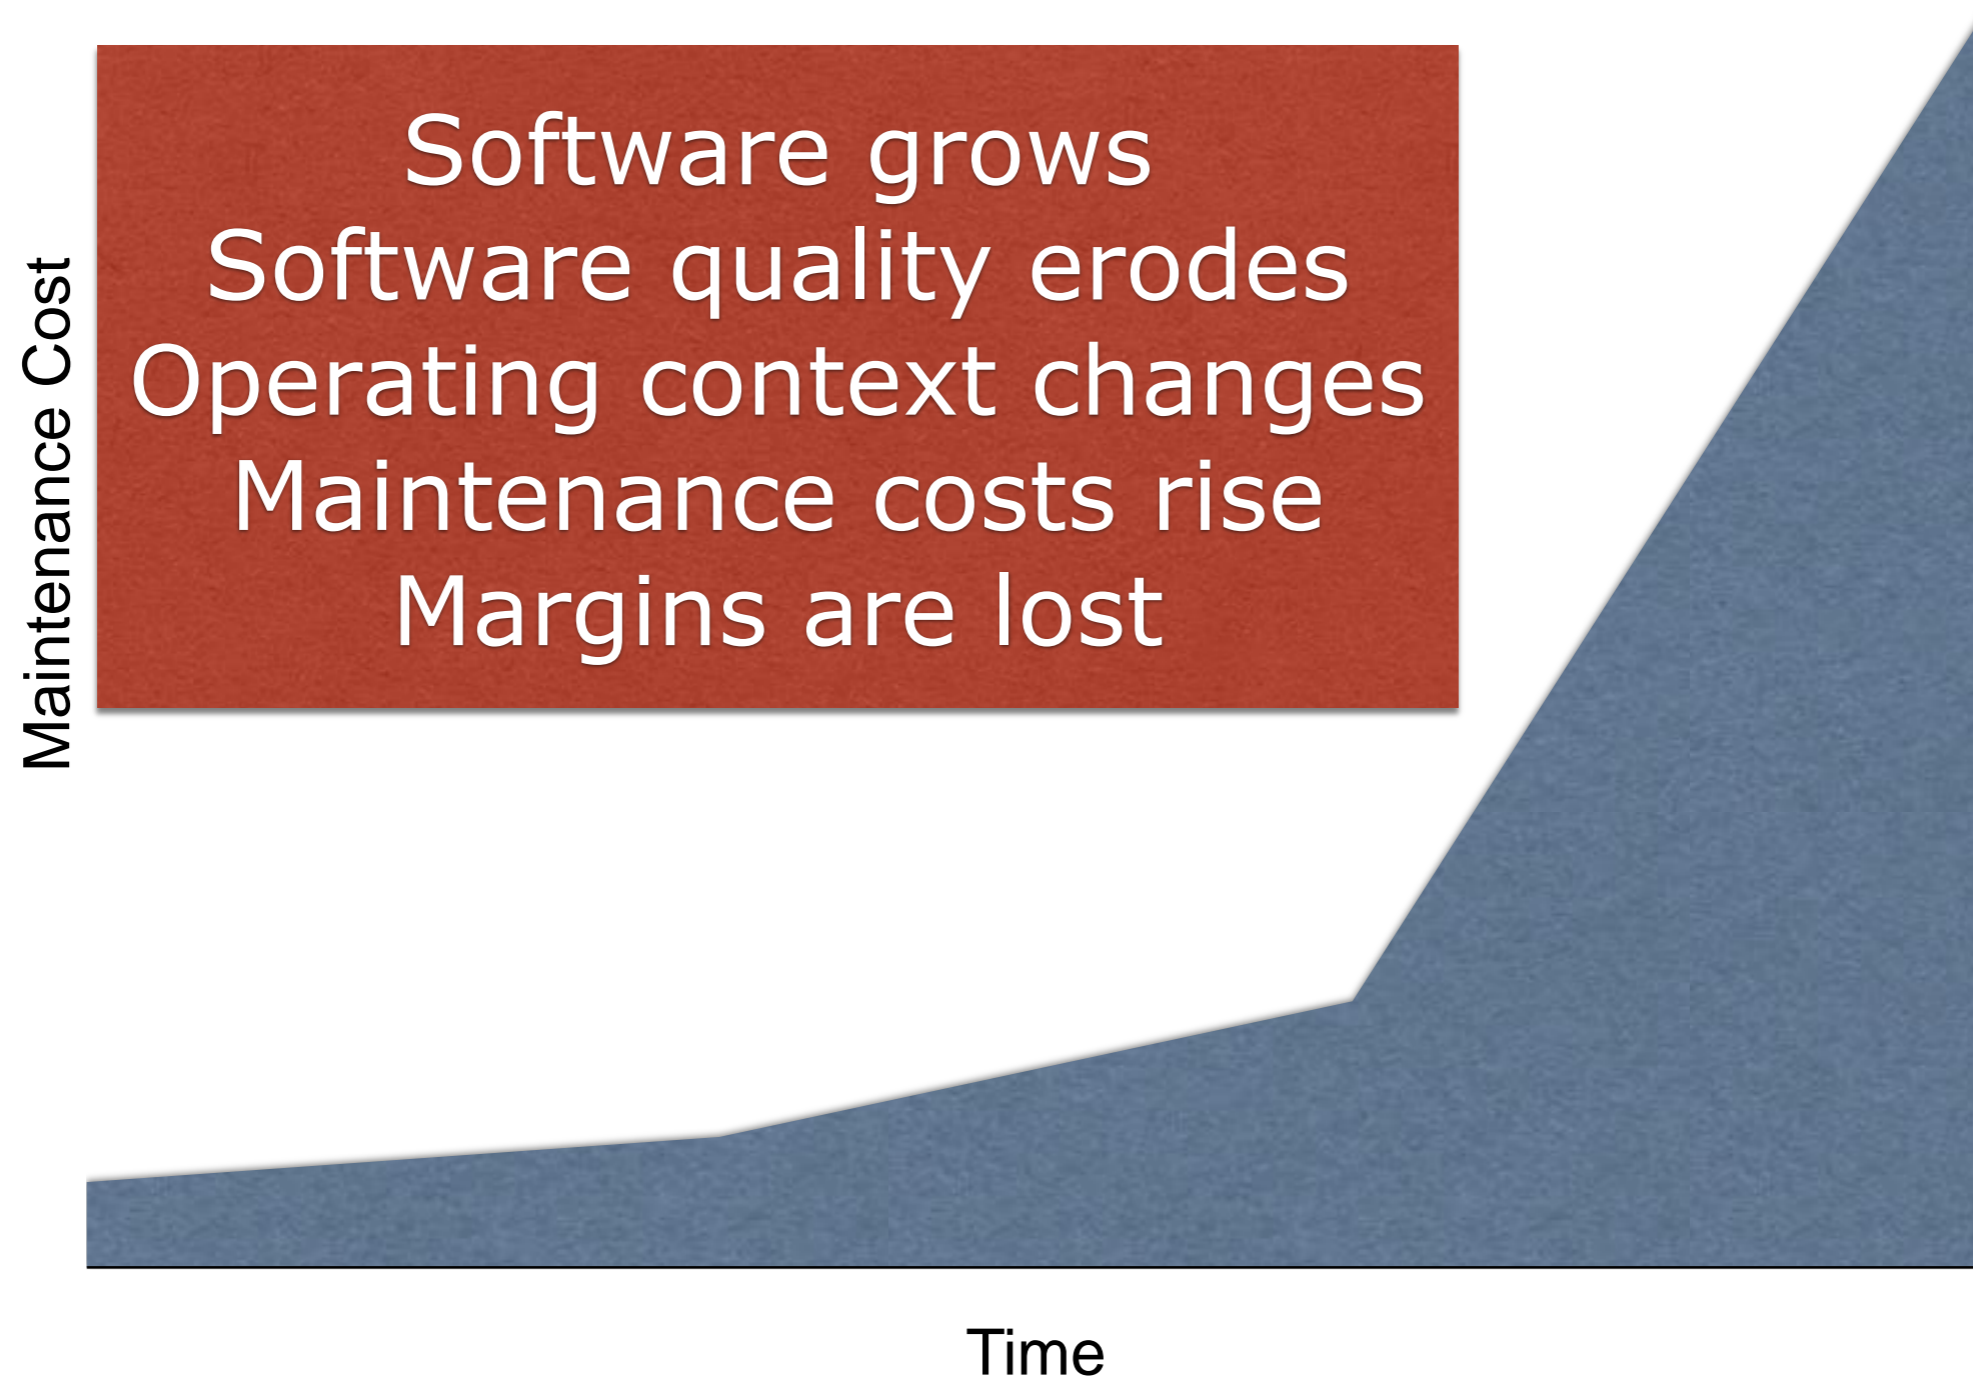 Software grows
Software quality erodes
Operating context changes
Maintenance costs rise
Margins are lost
Maintenance Cost
Time